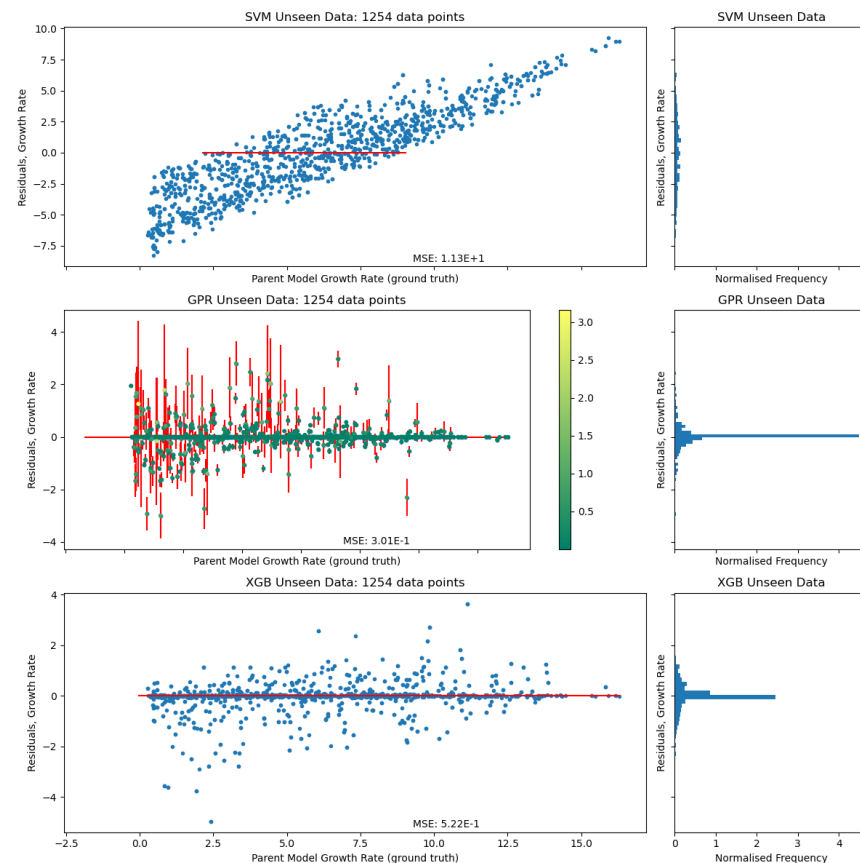 SVM Unseen Data: 1254 data points
SVM Unseen Data
10.0
7.5
5.0
2.5
0.0
−2.5
−5.0
−7.5
Residuals, Growth Rate
Residuals, Growth Rate
MSE: 1.13E+1
Parent Model Growth Rate (ground truth)
Normalised Frequency
GPR Unseen Data: 1254 data points
GPR Unseen Data
4
2
0
−2
−4
Residuals, Growth Rate
3.0
2.5
2.0
1.5
1.0
0.5
Residuals, Growth Rate
MSE: 3.01E-1
Parent Model Growth Rate (ground truth)
Normalised Frequency
XGB Unseen Data: 1254 data points
XGB Unseen Data
4
2
0
−2
−4
Residuals, Growth Rate
Residuals, Growth Rate
MSE: 5.22E-1
−2.5 0.0 2.5 5.0 7.5 10.0 12.5 15.0
0 1 2 3 4
Parent Model Growth Rate (ground truth)
Normalised Frequency